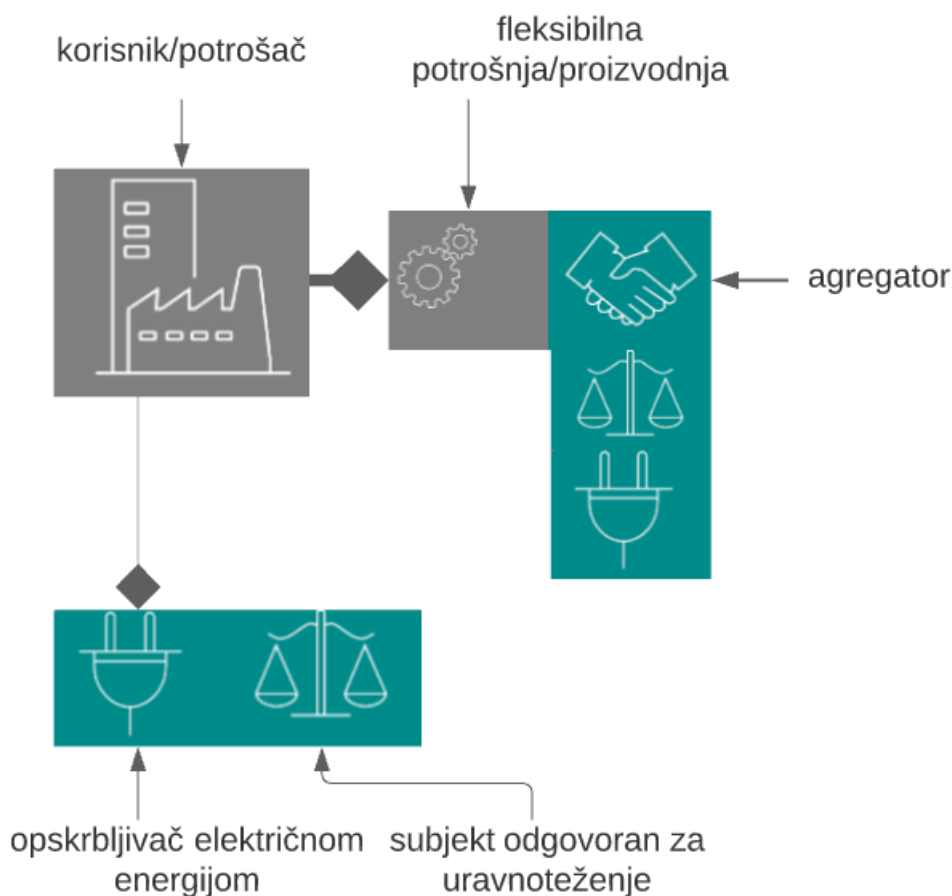 korisnik/potrošač
fleksibilna
potrošnja/proizvodnja
agregator
opskrbljivač električnom
energijom
subjekt odgovoran za
uravnoteženje